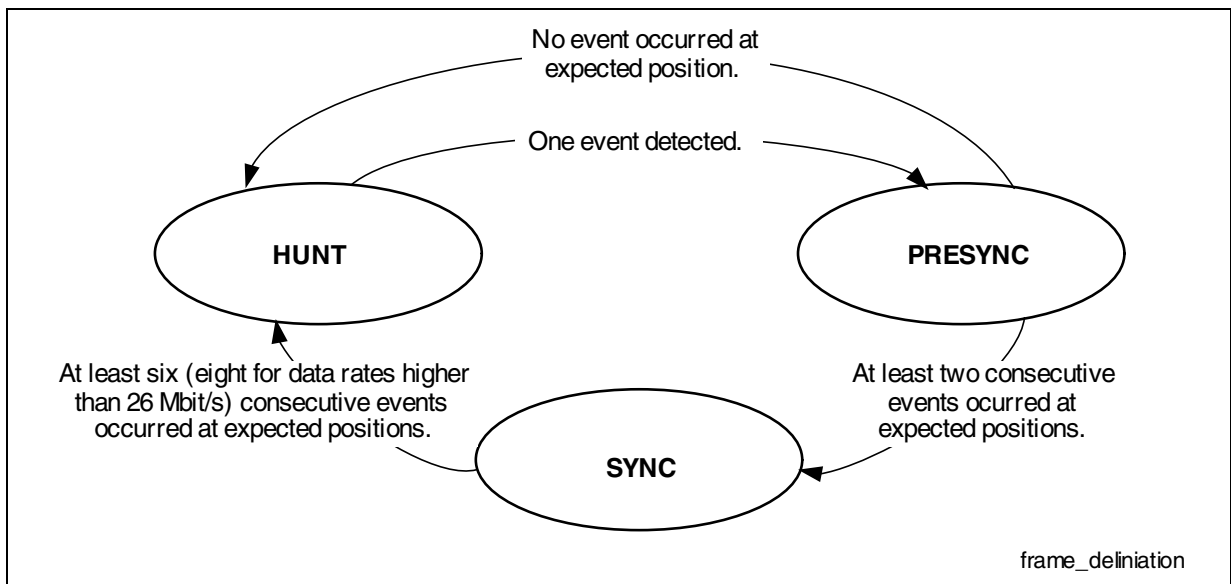 No event occurred at
expected position.
One event detected.
HUNT
PRESYNC
At least six (eight for data rates higher
than 26 Mbit/s) consecutive events
occurred at expected positions.
At least two consecutive
events ocurred at
expected positions.
SYNC
frame_deliniation